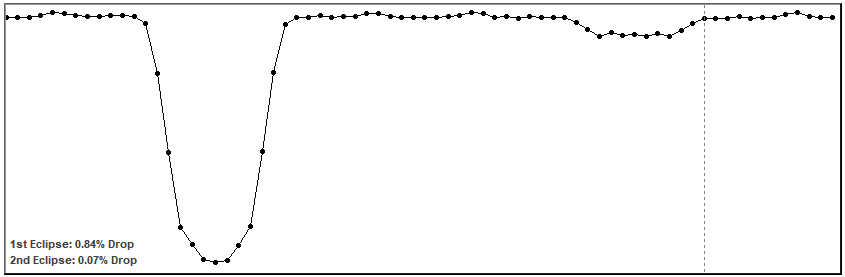 1st Eclipse: 0.84% Drop
2nd Eclipse: 0.07% Drop